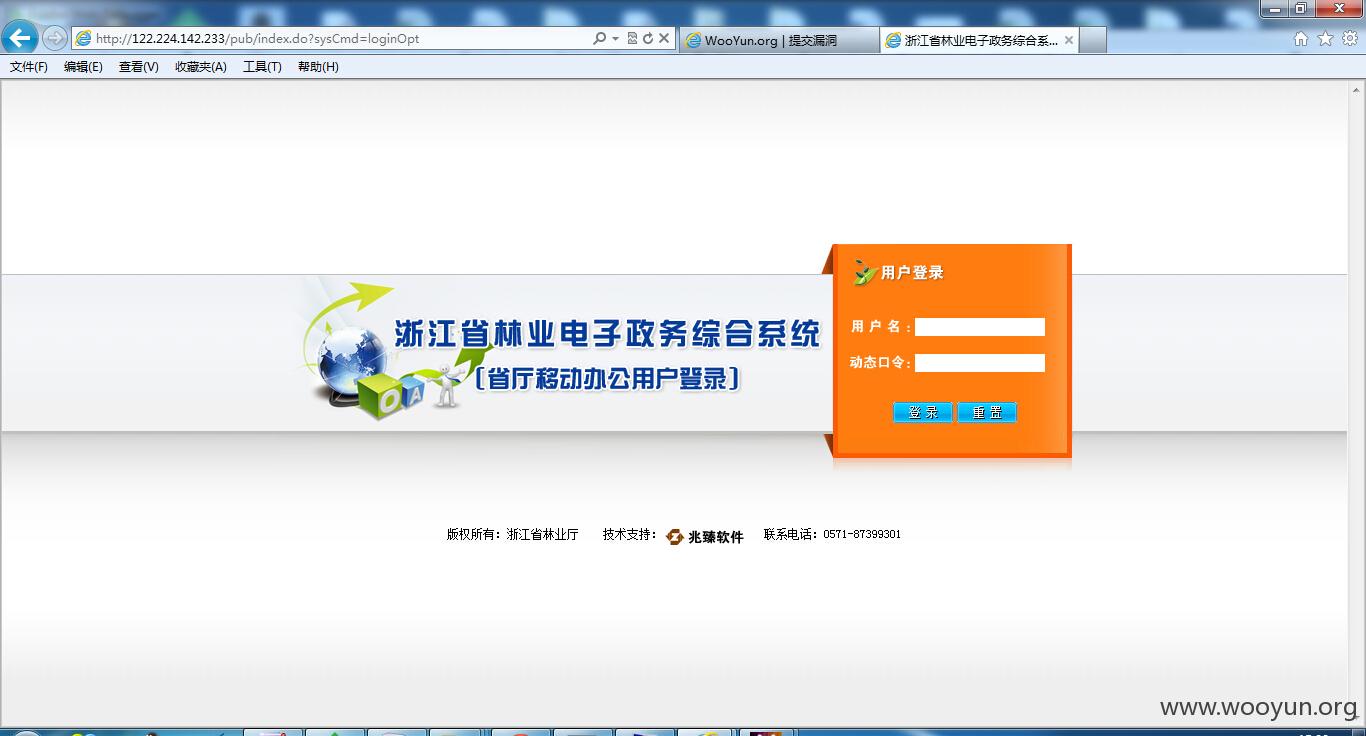 http://122.224.142.233/pub/index.do?sysCmd=loginOpt
WooYun.org | 提交漏洞
浙江省林业电子政务综合系...
文件(F) 编辑(E) 查看(V) 收藏夹(A) 工具(T) 帮助(H)
用户登录
浙江省林业电子政务综合系统
〔省厅移动办公用户登录〕
OA
用 户 名：
动态口令：
登 录 重 置
版权所有：浙江省林业厅 技术支持： 兆臻软件 联系电话：0571-87399301
www.wooyun.org